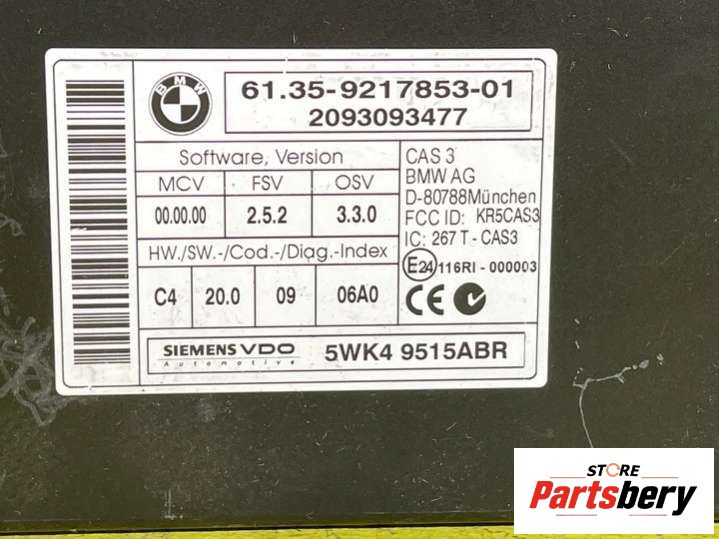 BMW
61.35-9217853-01
2093093477
Software, Version
MCV FSV OSV
00.00.00 2.5.2 3.3.0
HW./SW.-/Cod.-/Diag.-Index
C4 20.0 09 06A0
CAS 3
BMW AG
D-80788München
FCC ID: KR5CAS3
IC: 267 T - CAS3
E24 116RI - 000003
CE
SIEMENS VDO
Automotive
5WK4 9515ABR
STORE
Partsbery